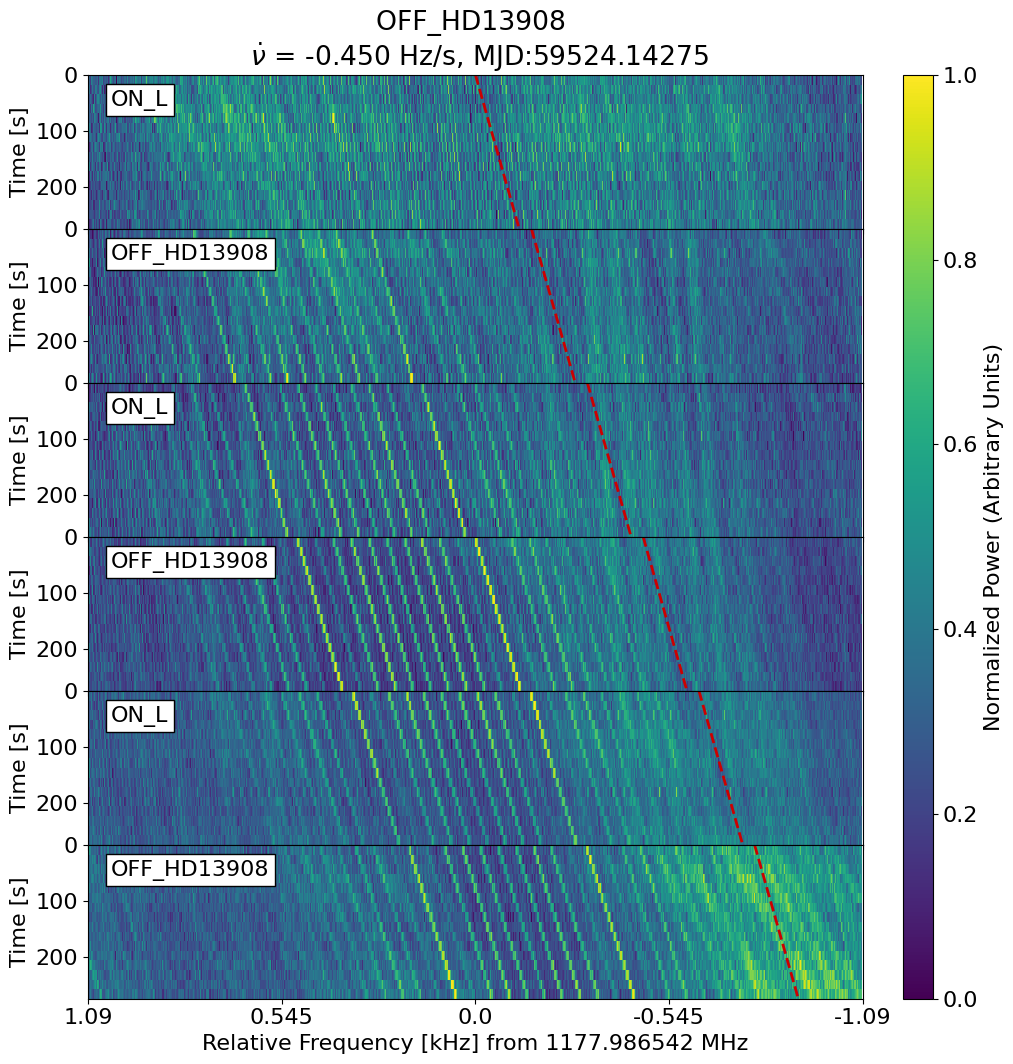 OFF_HD13908
ν̇ = -0.450 Hz/s, MJD:59524.14275
ON_L
OFF_HD13908
ON_L
OFF_HD13908
ON_L
OFF_HD13908
Time [s]
0
100
200
Time [s]
0
100
200
Time [s]
0
100
200
Time [s]
0
100
200
Time [s]
0
100
200
Time [s]
0
100
200
1.09 0.545 0.0 -0.545 -1.09
Relative Frequency [kHz] from 1177.986542 MHz
1.0
0.8
0.6
0.4
0.2
0.0
Normalized Power (Arbitrary Units)